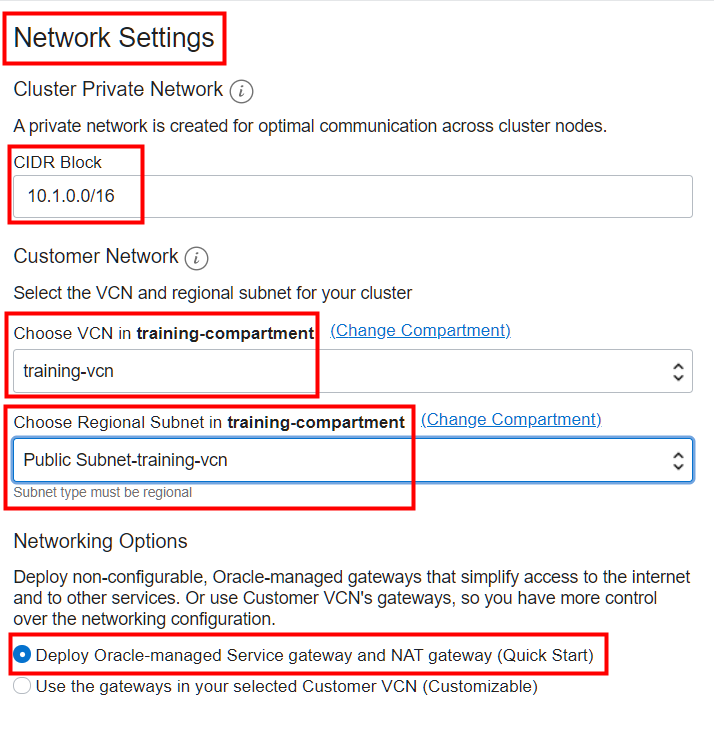 Network Settings
Cluster Private Network i
A private network is created for optimal communication across cluster nodes.
CIDR Block
10.1.0.0/16
Customer Network i
Select the VCN and regional subnet for your cluster
Choose VCN in training-compartment (Change Compartment)
training-vcn
Choose Regional Subnet in training-compartment (Change Compartment)
Public Subnet-training-vcn
Subnet type must be regional
Networking Options
Deploy non-configurable, Oracle-managed gateways that simplify access to the internet
and to other services. Or use Customer VCN's gateways, so you have more control
over the networking configuration.
Deploy Oracle-managed Service gateway and NAT gateway (Quick Start)
Use the gateways in your selected Customer VCN (Customizable)